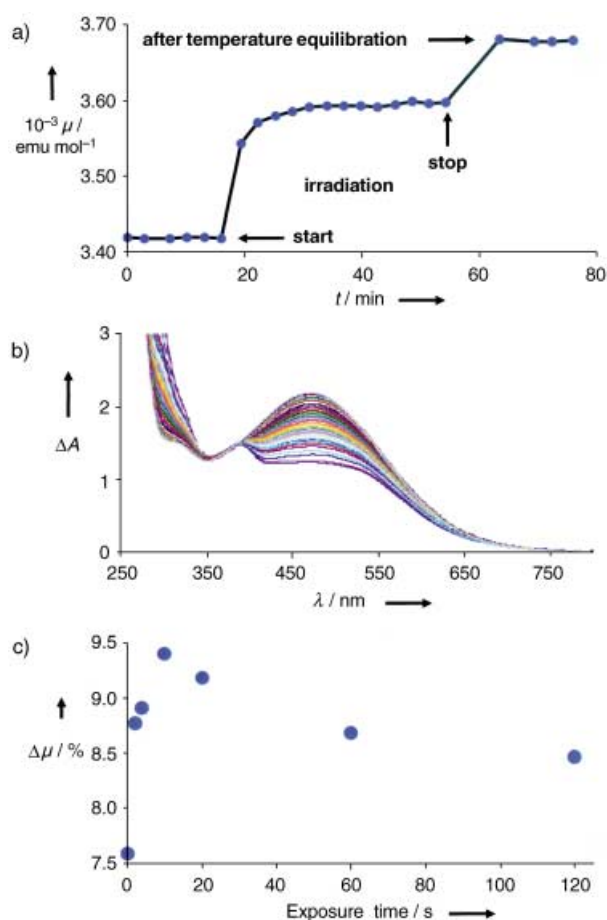 a)
3.70
after temperature equilibration
10⁻³ μ /
emu mol⁻¹
3.60
stop
3.50
irradiation
start
3.40
0 20 40 60 80
t / min
b)
3
2
ΔA
1
0
250 350 450 550 650 750
λ / nm
c)
9.5
9.0
Δμ / %
8.5
8.0
7.5
0 20 40 60 80 100 120
Exposure time / s